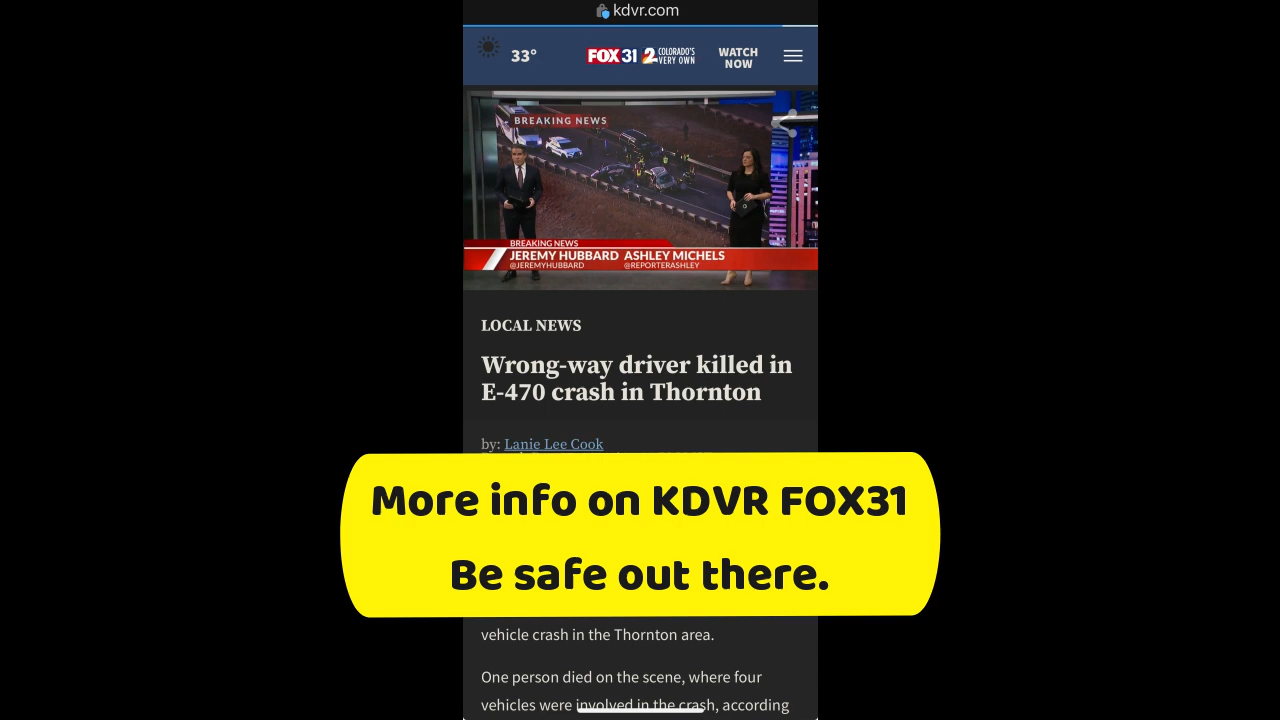 kdvr.com
33°
FOX 31 2 COLORADO'S VERY OWN
WATCH NOW
BREAKING NEWS
BREAKING NEWS
JEREMY HUBBARD ASHLEY MICHELS
@JEREMYHUBBARD @REPORTERASHLEY
LOCAL NEWS
Wrong-way driver killed in
E-470 crash in Thornton
by: Lanie Lee Cook
More info on KDVR FOX31
Be safe out there.
vehicle crash in the Thornton area.
One person died on the scene, where four
vehicles were involved in the crash, according